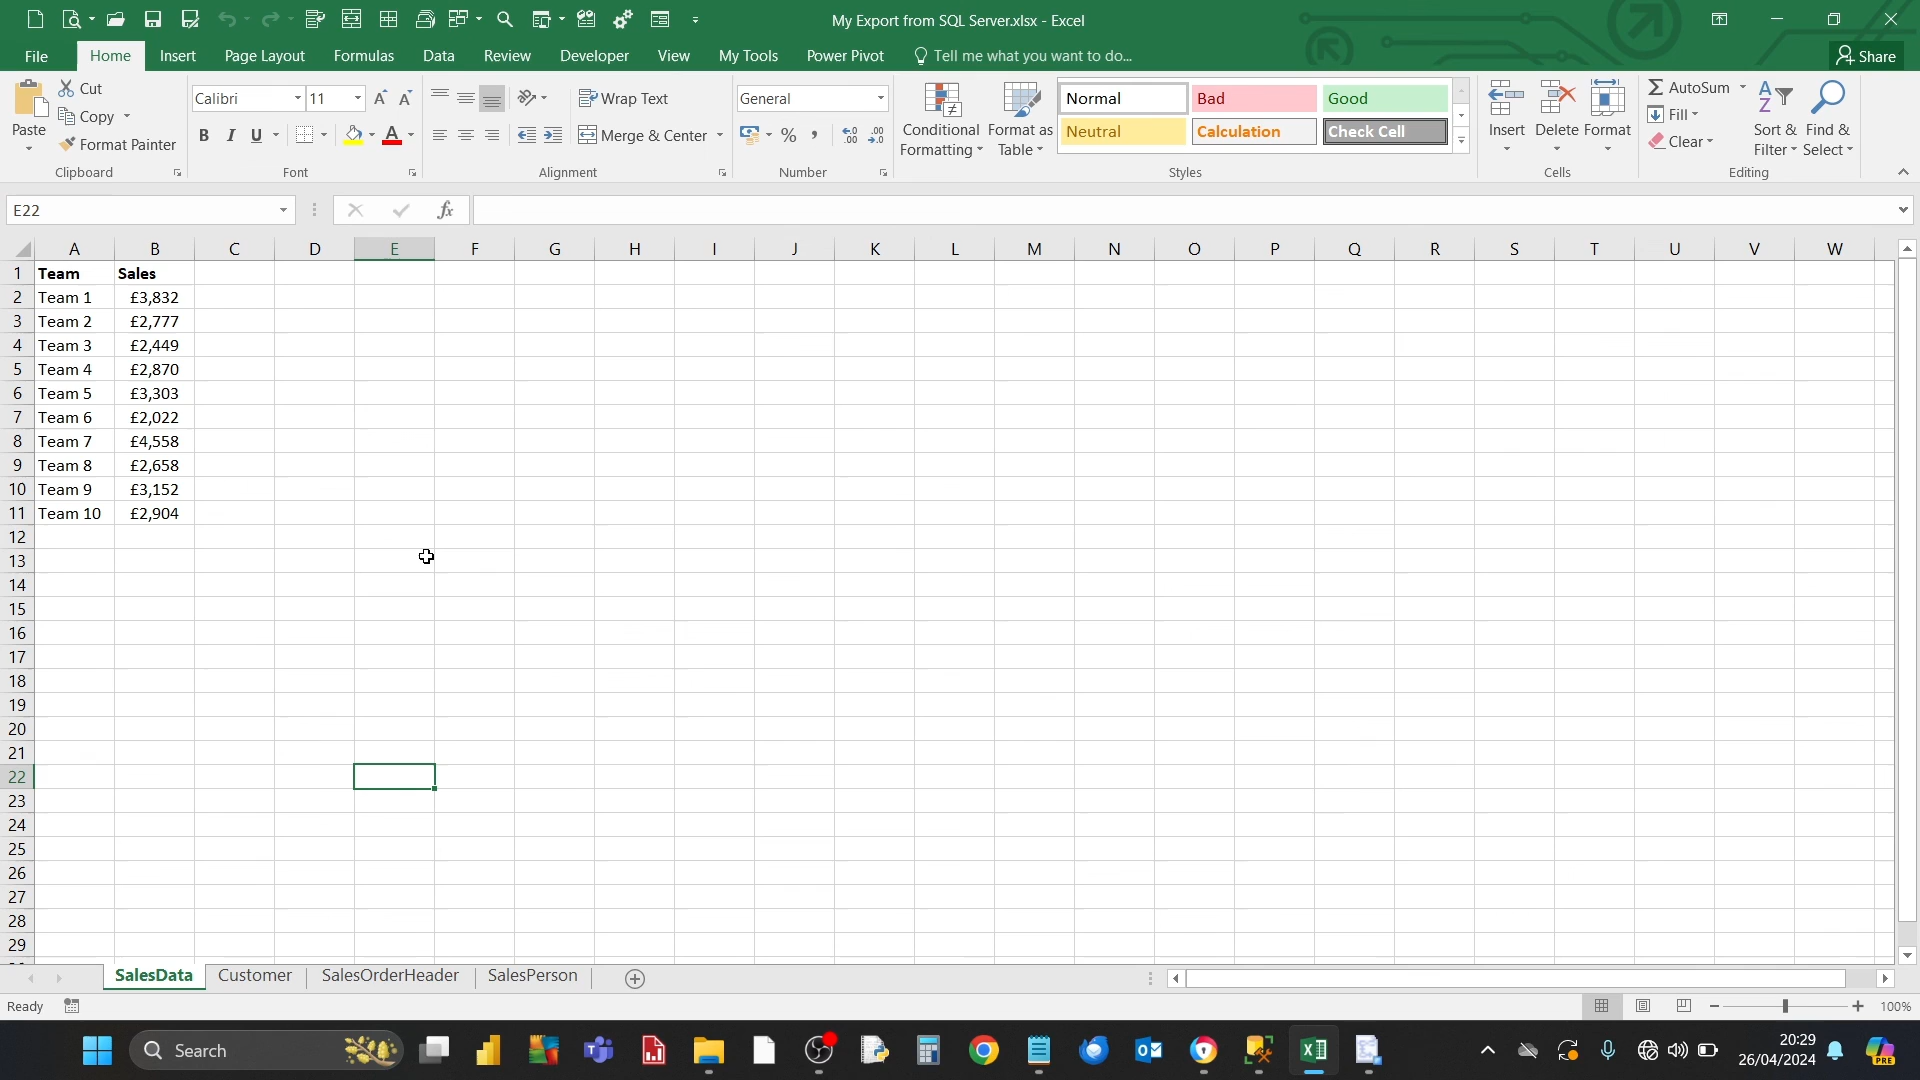 My Export from SQL Server.xlsx - Excel
File Home Insert Page Layout Formulas Data Review Developer View My Tools Power Pivot Tell me what you want to do... Share
Paste
Cut
Copy
Format Painter
Clipboard
Calibri 11
B I U A
Font
Wrap Text
Merge & Center
Alignment
General
%
Number
Conditional Formatting
Format as Table
Normal Bad Good
Neutral Calculation Check Cell
Styles
Insert Delete Format
Cells
AutoSum
Fill
Clear
Sort & Filter
Find & Select
Editing
E22 fx
A B C D E F G H I J K L M N O P Q R S T U V W
1 Team Sales
2 Team 1 £3,832
3 Team 2 £2,777
4 Team 3 £2,449
5 Team 4 £2,870
6 Team 5 £3,303
7 Team 6 £2,022
8 Team 7 £4,558
9 Team 8 £2,658
10 Team 9 £3,152
11 Team 10 £2,904
12
13
14
15
16
17
18
19
20
21
22
23
24
25
26
27
28
29
SalesData Customer SalesOrderHeader SalesPerson
Ready 100%
Search
20:29
26/04/2024
PRE